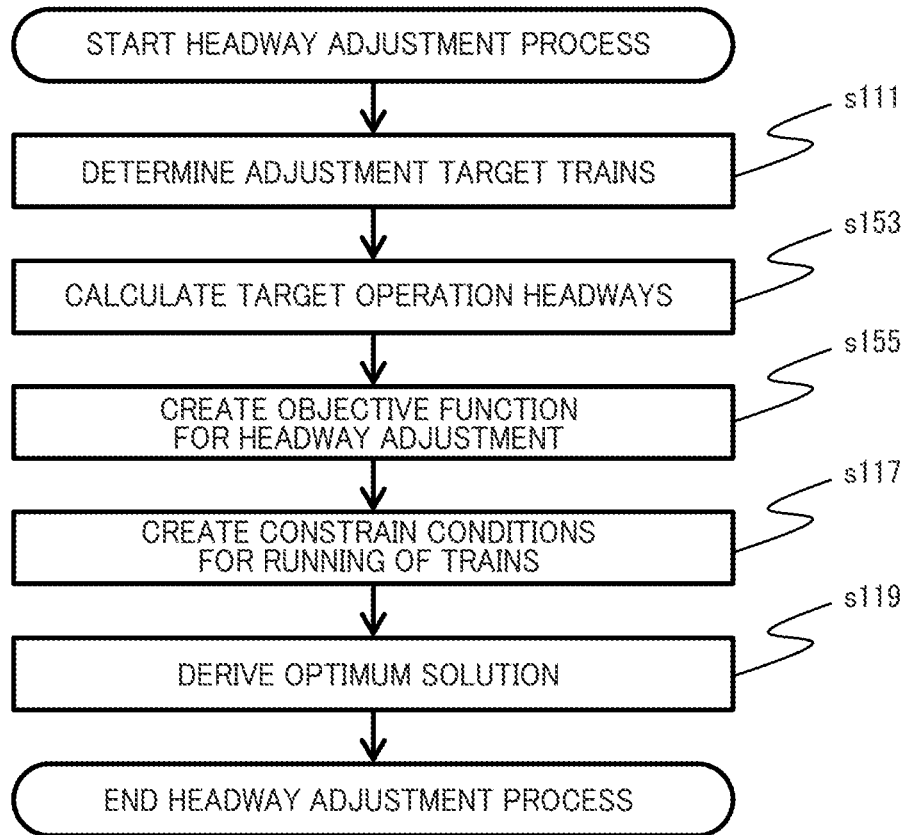 START HEADWAY ADJUSTMENT PROCESS
s111
DETERMINE ADJUSTMENT TARGET TRAINS
s153
CALCULATE TARGET OPERATION HEADWAYS
s155
CREATE OBJECTIVE FUNCTION
FOR HEADWAY ADJUSTMENT
s117
CREATE CONSTRAIN CONDITIONS
FOR RUNNING OF TRAINS
s119
DERIVE OPTIMUM SOLUTION
END HEADWAY ADJUSTMENT PROCESS